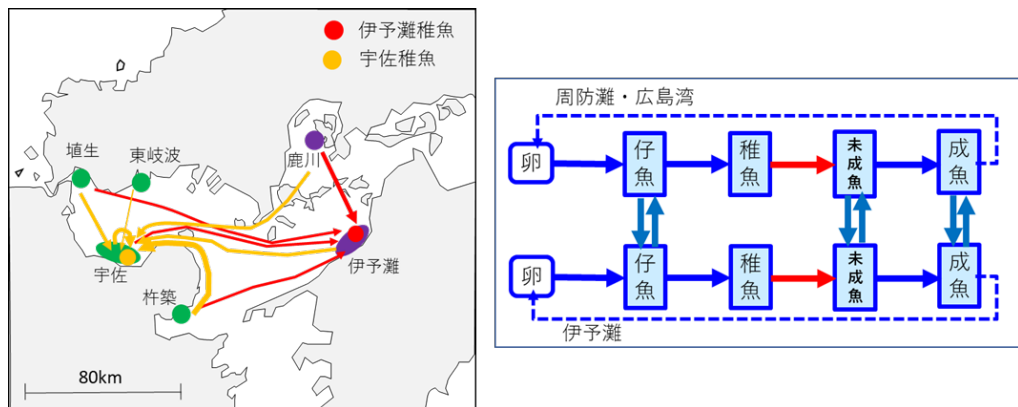 伊予灘稚魚
宇佐稚魚
埴生
東岐波
鹿川
宇佐
伊予灘
杵築
80km
周防灘・広島湾
卵
仔魚
稚魚
未成魚
成魚
卵
仔魚
稚魚
未成魚
成魚
伊予灘